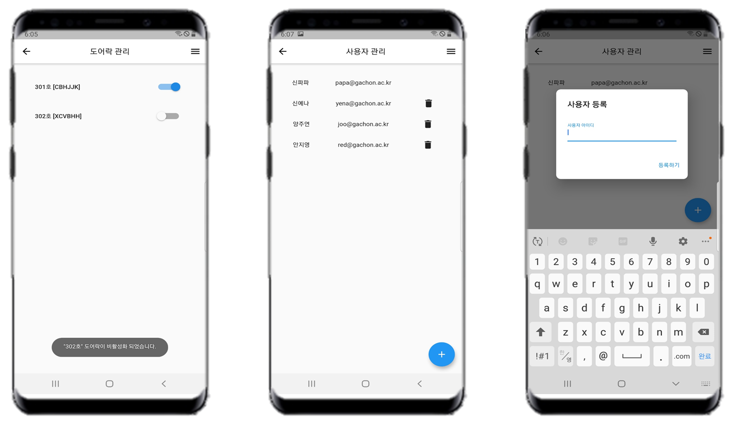 6:05
도어락 관리
301호 [CBHJJK]
302호 [XCVBHH]
"302호" 도어락이 비활성화 되었습니다.
6:07
사용자 관리
신파파 papa@gachon.ac.kr
신예나 yena@gachon.ac.kr
양주연 joo@gachon.ac.kr
안지영 red@gachon.ac.kr
사용자 관리
신파파 papa@gachon.ac.kr
사용자 등록
사용자 아이디
등록하기
1 2 3 4 5 6 7 8 9 0
q w e r t y u i o p
a s d f g h j k l
z x c v b n m
!#1 한/영 , @ . .com 완료